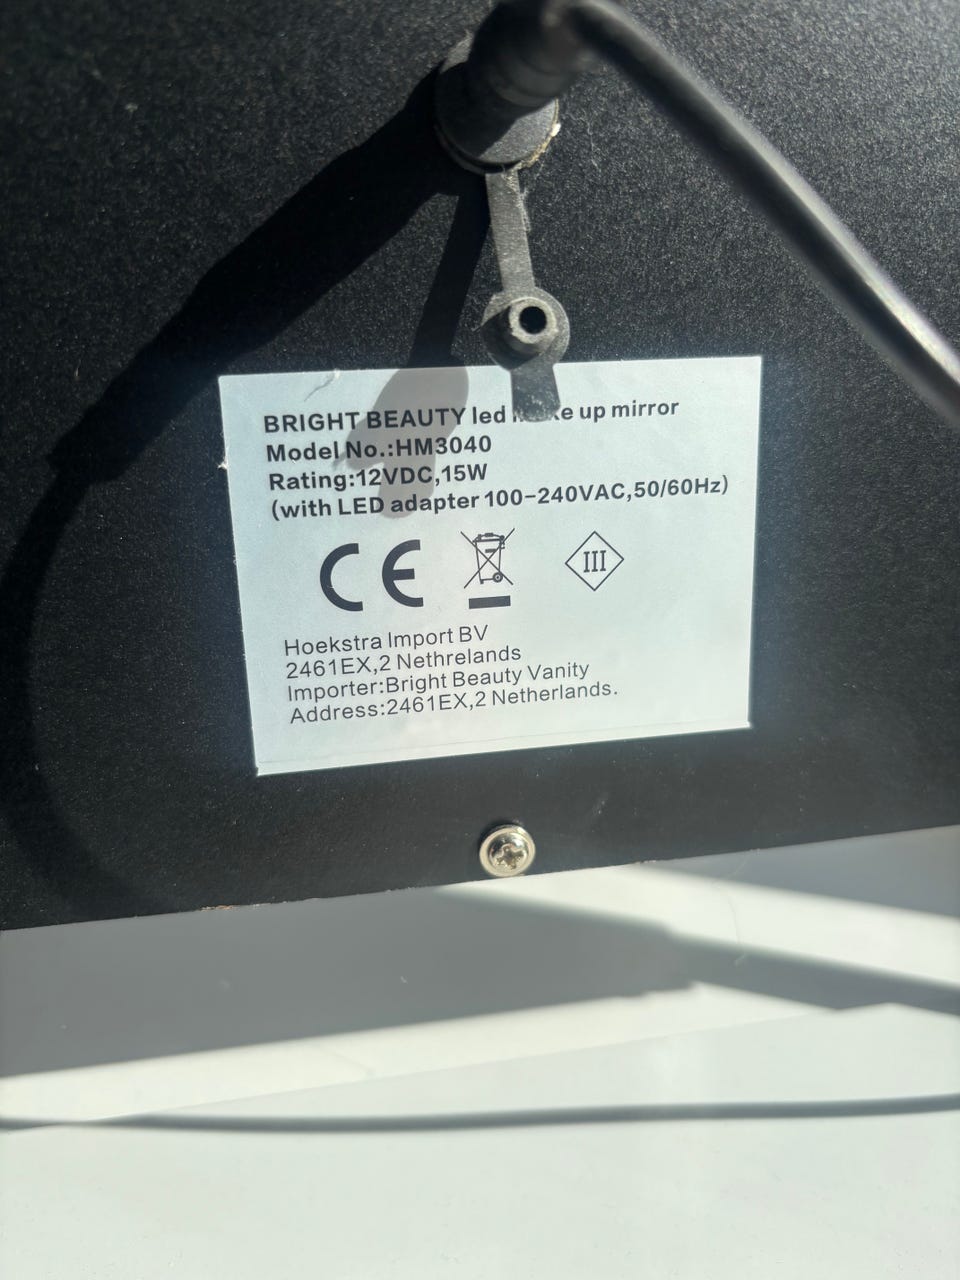 BRIGHT BEAUTY led up mirror
Model No.:HM3040
Rating:12VDC,15W
(with LED adapter 100-240VAC,50/60Hz)
CE
III
Hoekstra Import BV
2461EX,2 Nethrelands
Importer:Bright Beauty Vanity
Address:2461EX,2 Netherlands.